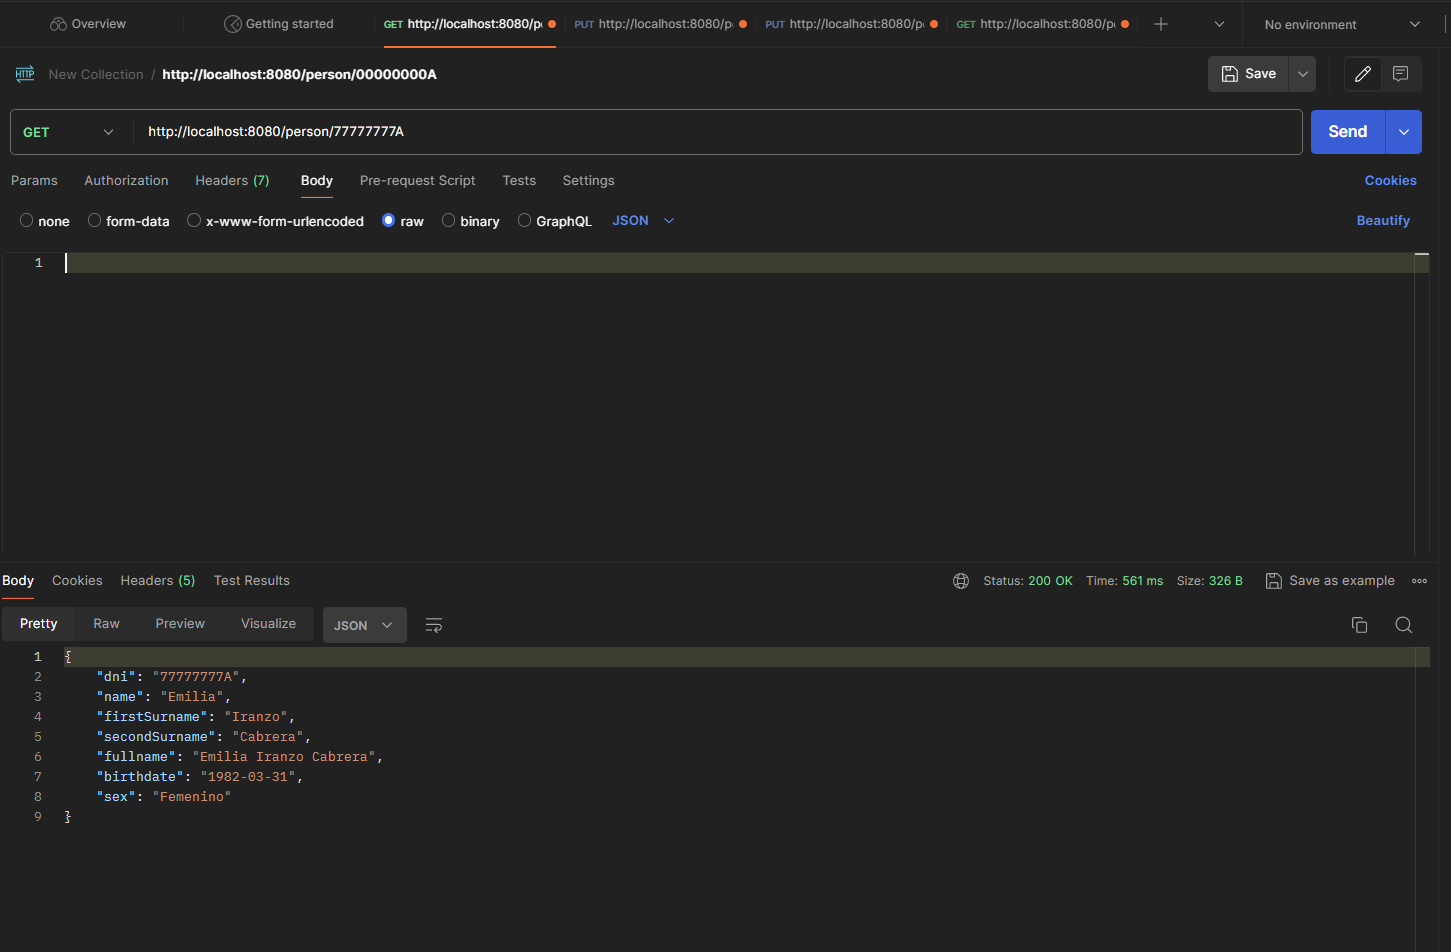 Overview
Getting started
GET http://localhost:8080/p
PUT http://localhost:8080/p
PUT http://localhost:8080/p
GET http://localhost:8080/p
No environment
HTTP New Collection / http://localhost:8080/person/00000000A
Save
GET http://localhost:8080/person/77777777A
Send
Params Authorization Headers (7) Body Pre-request Script Tests Settings Cookies
none form-data x-www-form-urlencoded raw binary GraphQL JSON Beautify
1
Body Cookies Headers (5) Test Results Status: 200 OK Time: 561 ms Size: 326 B Save as example
Pretty Raw Preview Visualize JSON
1 {
2 "dni": "77777777A",
3 "name": "Emilia",
4 "firstSurname": "Iranzo",
5 "secondSurname": "Cabrera",
6 "fullname": "Emilia Iranzo Cabrera",
7 "birthdate": "1982-03-31",
8 "sex": "Femenino"
9 }